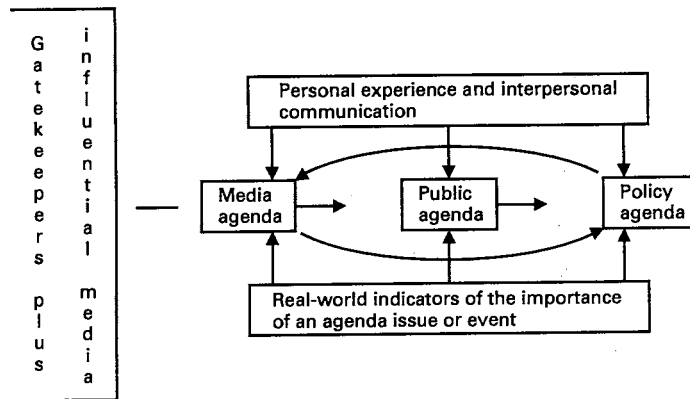 Gatekeepers plus
influential media
Personal experience and interpersonal
communication
Media
agenda
Public
agenda
Policy
agenda
Real-world indicators of the importance
of an agenda issue or event